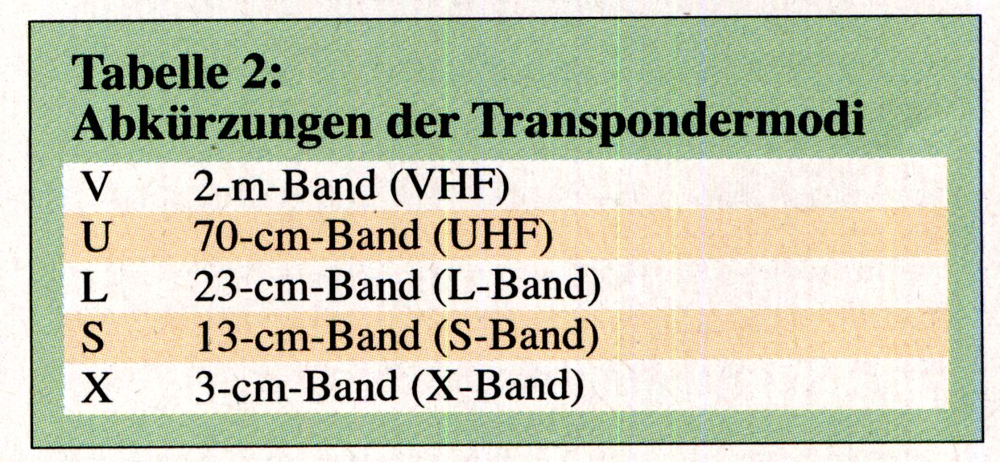 Tabelle 2:
Abkürzungen der Transpondermodi
V 2-m-Band (VHF)
U 70-cm-Band (UHF)
L 23-cm-Band (L-Band)
S 13-cm-Band (S-Band)
X 3-cm-Band (X-Band)